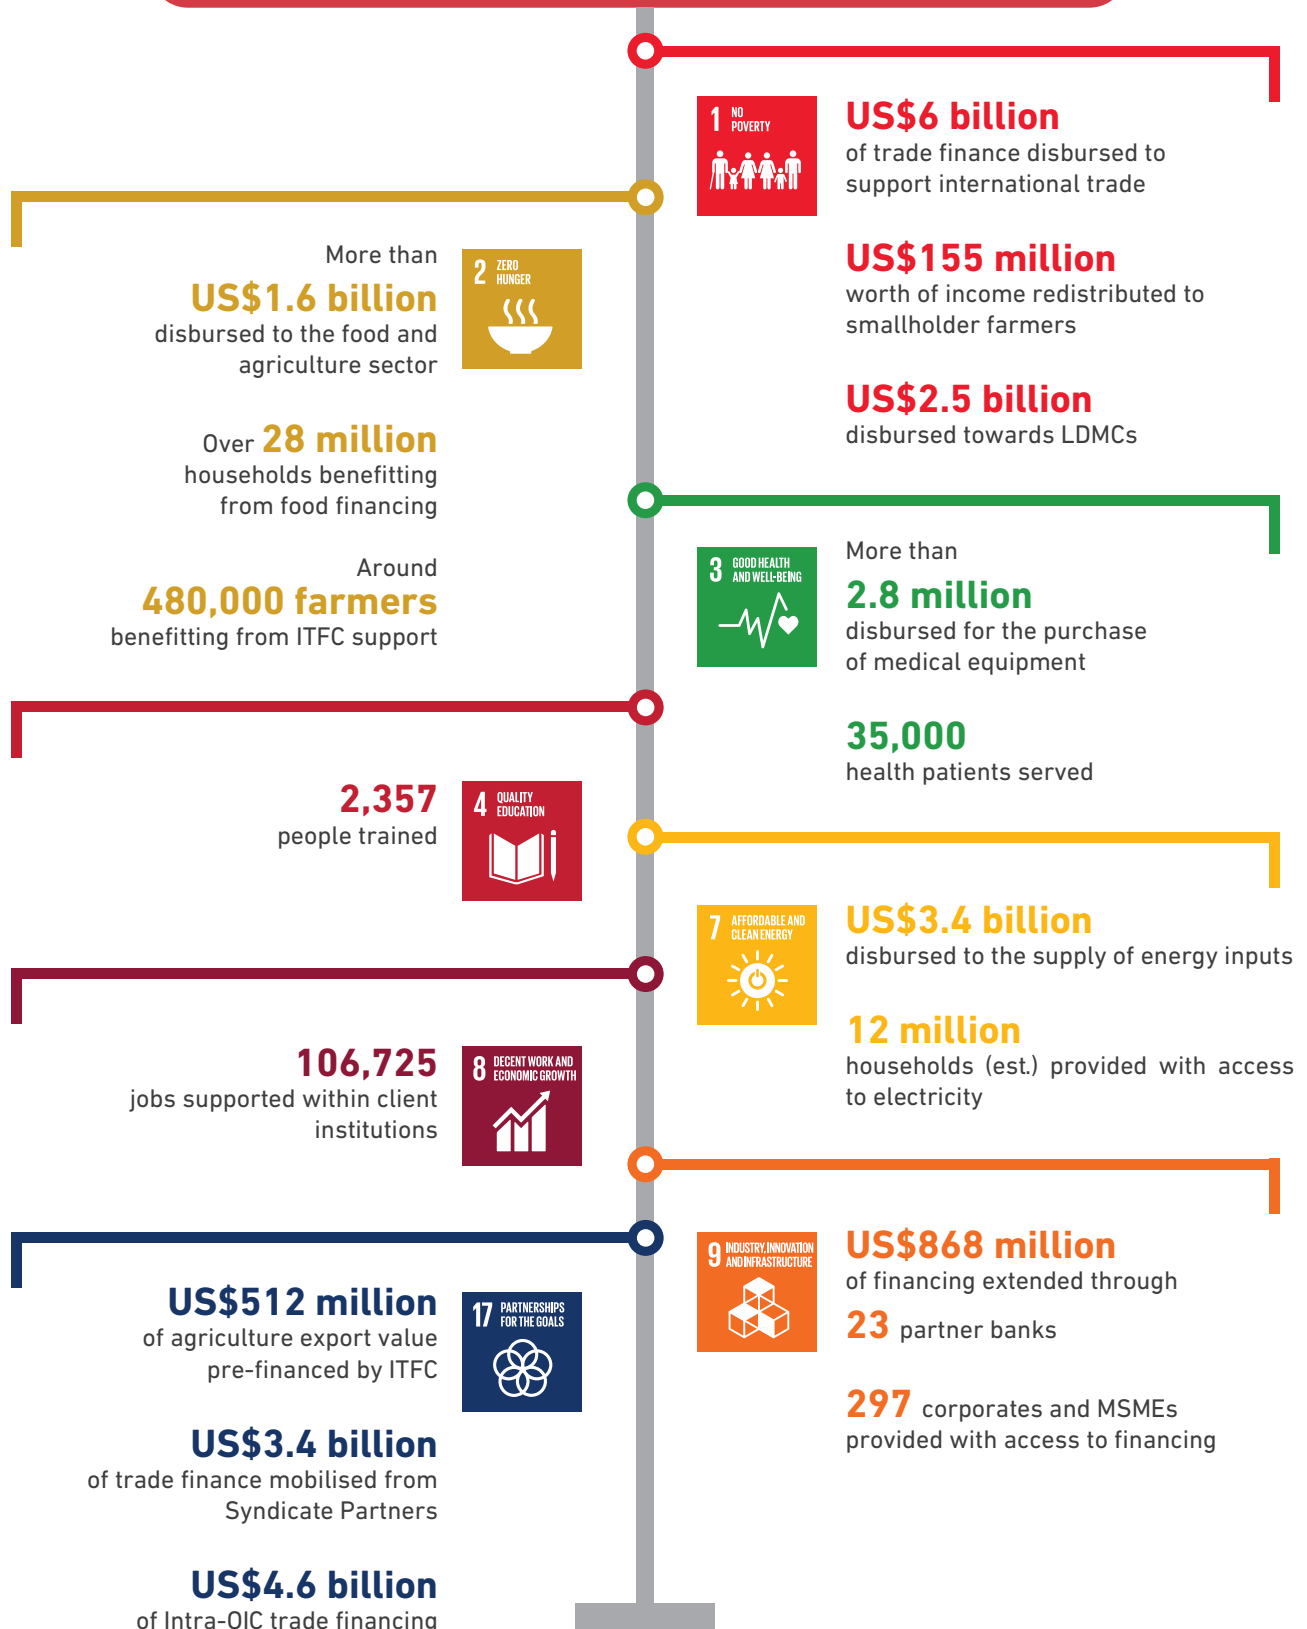 1 NO
POVERTY
US$6 billion
of trade finance disbursed to
support international trade
US$155 million
worth of income redistributed to
smallholder farmers
US$2.5 billion
disbursed towards LDMCs
2 ZERO
HUNGER
More than
US$1.6 billion
disbursed to the food and
agriculture sector
Over 28 million
households benefitting
from food financing
Around
480,000 farmers
benefitting from ITFC support
3 GOOD HEALTH
AND WELL-BEING
More than
2.8 million
disbursed for the purchase
of medical equipment
35,000
health patients served
4 QUALITY
EDUCATION
2,357
people trained
7 AFFORDABLE AND
CLEAN ENERGY
US$3.4 billion
disbursed to the supply of energy inputs
12 million
households (est.) provided with access
to electricity
8 DECENT WORK AND
ECONOMIC GROWTH
106,725
jobs supported within client
institutions
9 INDUSTRY, INNOVATION
AND INFRASTRUCTURE
US$868 million
of financing extended through
23 partner banks
297 corporates and MSMEs
provided with access to financing
17 PARTNERSHIPS
FOR THE GOALS
US$512 million
of agriculture export value
pre-financed by ITFC
US$3.4 billion
of trade finance mobilised from
Syndicate Partners
US$4.6 billion
of Intra-OIC trade financing